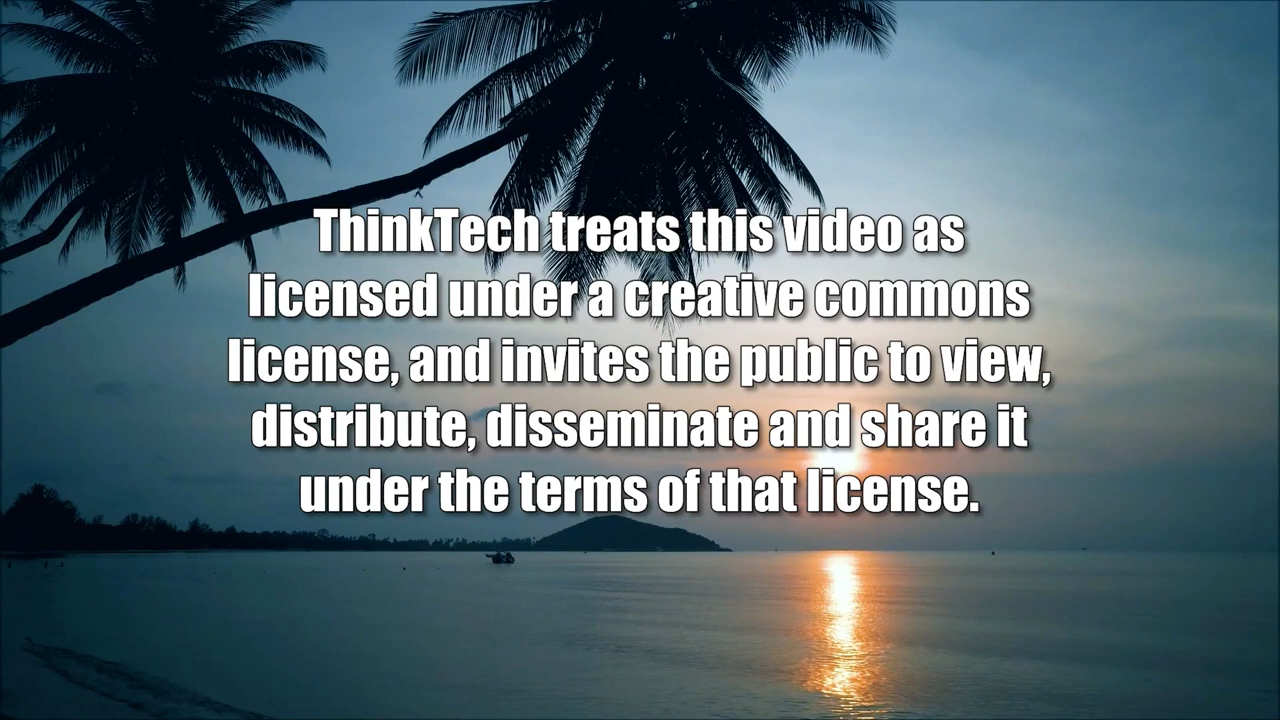 ThinkTech treats this video as
licensed under a creative commons
license, and invites the public to view,
distribute, disseminate and share it
under the terms of that license.